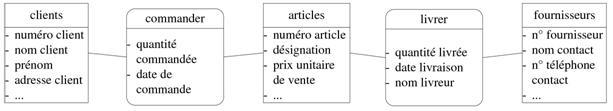 clients
- numéro client
- nom client
- prénom
- adresse client
- ...
commander
- quantité
commandée
- date de
commande
articles
- numéro article
- désignation
- prix unitaire
de vente
- ...
livrer
- quantité livrée
- date livraison
- nom livreur
fournisseurs
- n° fournisseur
- nom contact
- n° téléphone
contact
- ...